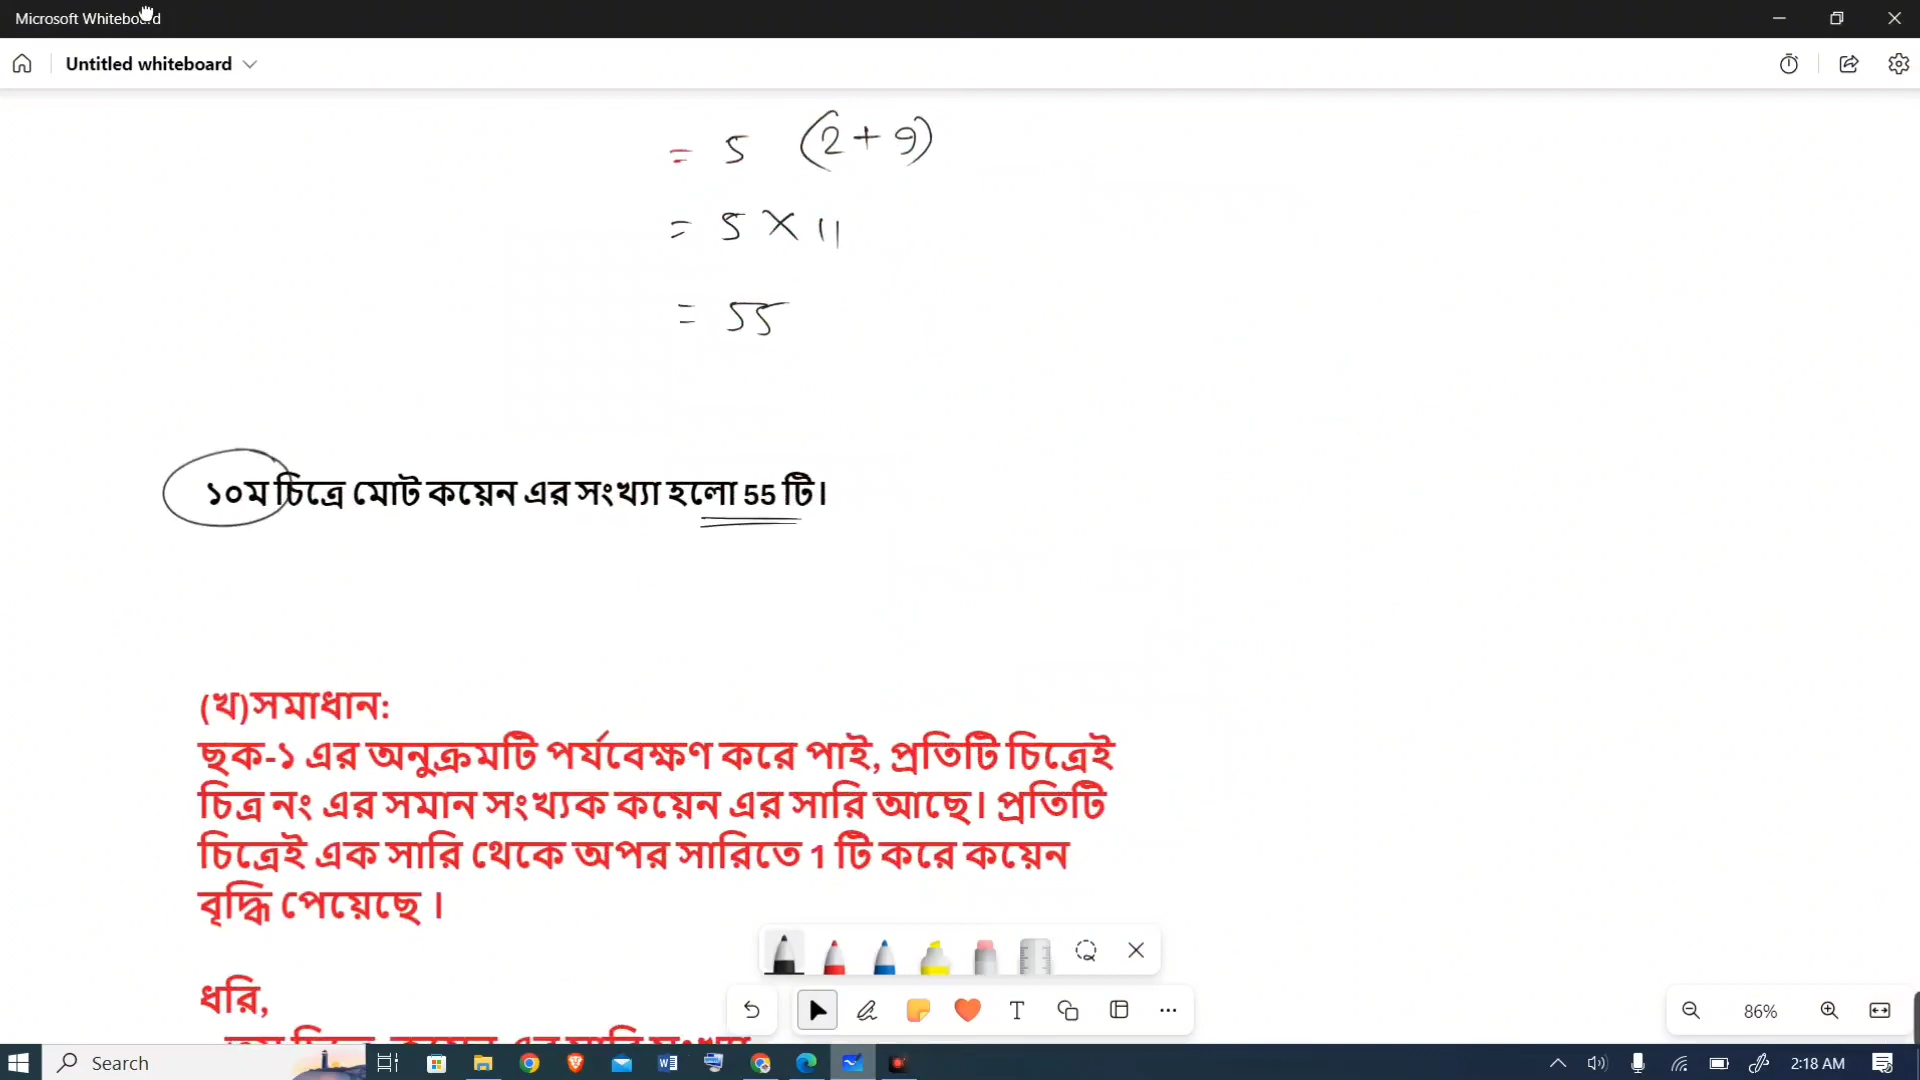 Microsoft Whiteboard
Untitled whiteboard
= 5 (2+9)
= 5 × 11
= 55
১০ম চিত্রে মোট কয়েন এর সংখ্যা হলো 55 টি।
(খ)সমাধান:
ছক-১ এর অনুক্রমটি পর্যবেক্ষণ করে পাই, প্রতিটি চিত্রেই
চিত্র নং এর সমান সংখ্যক কয়েন এর সারি আছে। প্রতিটি
চিত্রেই এক সারি থেকে অপর সারিতে 1 টি করে কয়েন
বৃদ্ধি পেয়েছে ।
ধরি,
86%
Search
2:18 AM